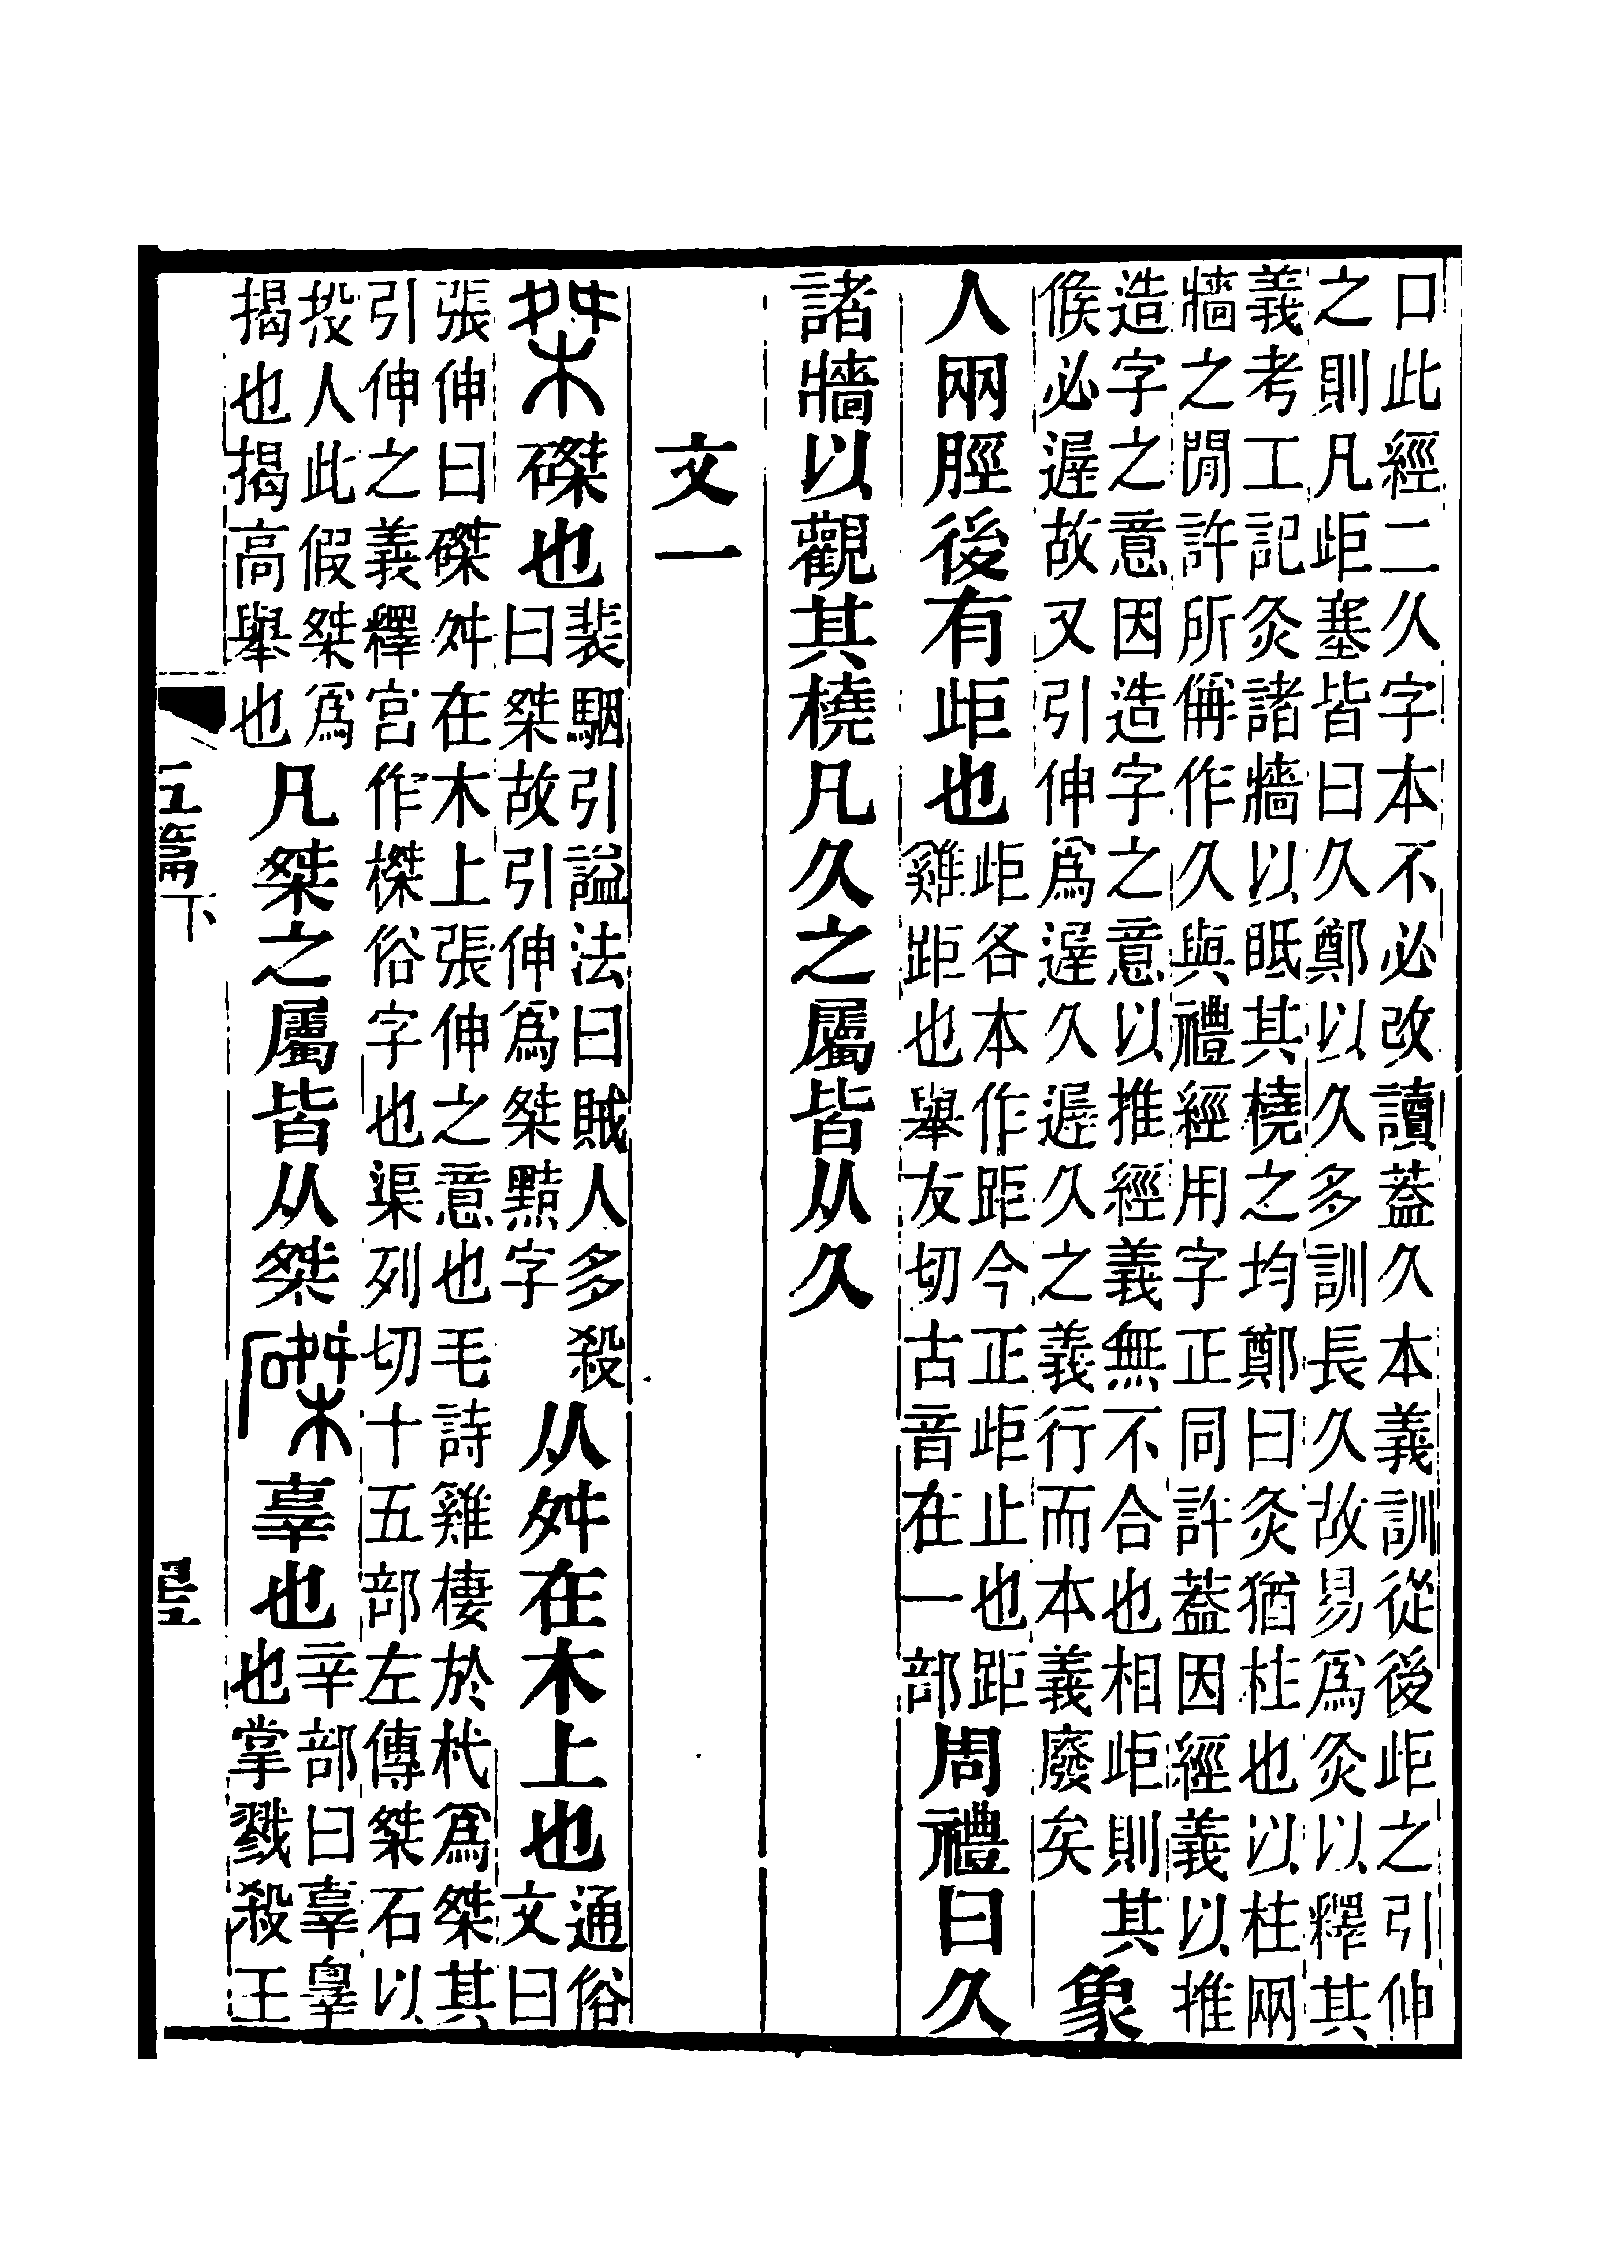 口此經二久字本不必改讀蓋久本義訓從後歫之引伸
之則凡歫塞皆曰久鄭以久多訓長久故易爲灸以釋其
義考工記灸諸牆以眂其橈之均鄭曰灸猶柱也以柱兩
牆之閒許所偁作久與禮經用字正同許蓋因經義以推
造字之意因造字之意以推經義無不合也相歫則其
候必遟故又引伸爲遟久遟久之義行而本義廢矣
象
人兩脛後有歫也
歫各本作距今正歫止也距
雞距也舉友切古音在一部
周禮曰久
諸牆以觀其橈凡久之屬皆从久
文一
桀磔也
裴駰引謚法曰賊人多殺
曰桀故引伸爲桀黠字
从舛在木上也
通俗
文曰
張伸曰磔舛在木上張伸之意也毛詩雞棲於杙爲桀其
引伸之義釋宫作榤俗字也渠列切十五部左傳桀石以
投人此假桀爲
揭也揭高舉也
凡桀之屬皆从桀
磔辜也
辛部曰辜辠
也掌戮殺王
五篇下